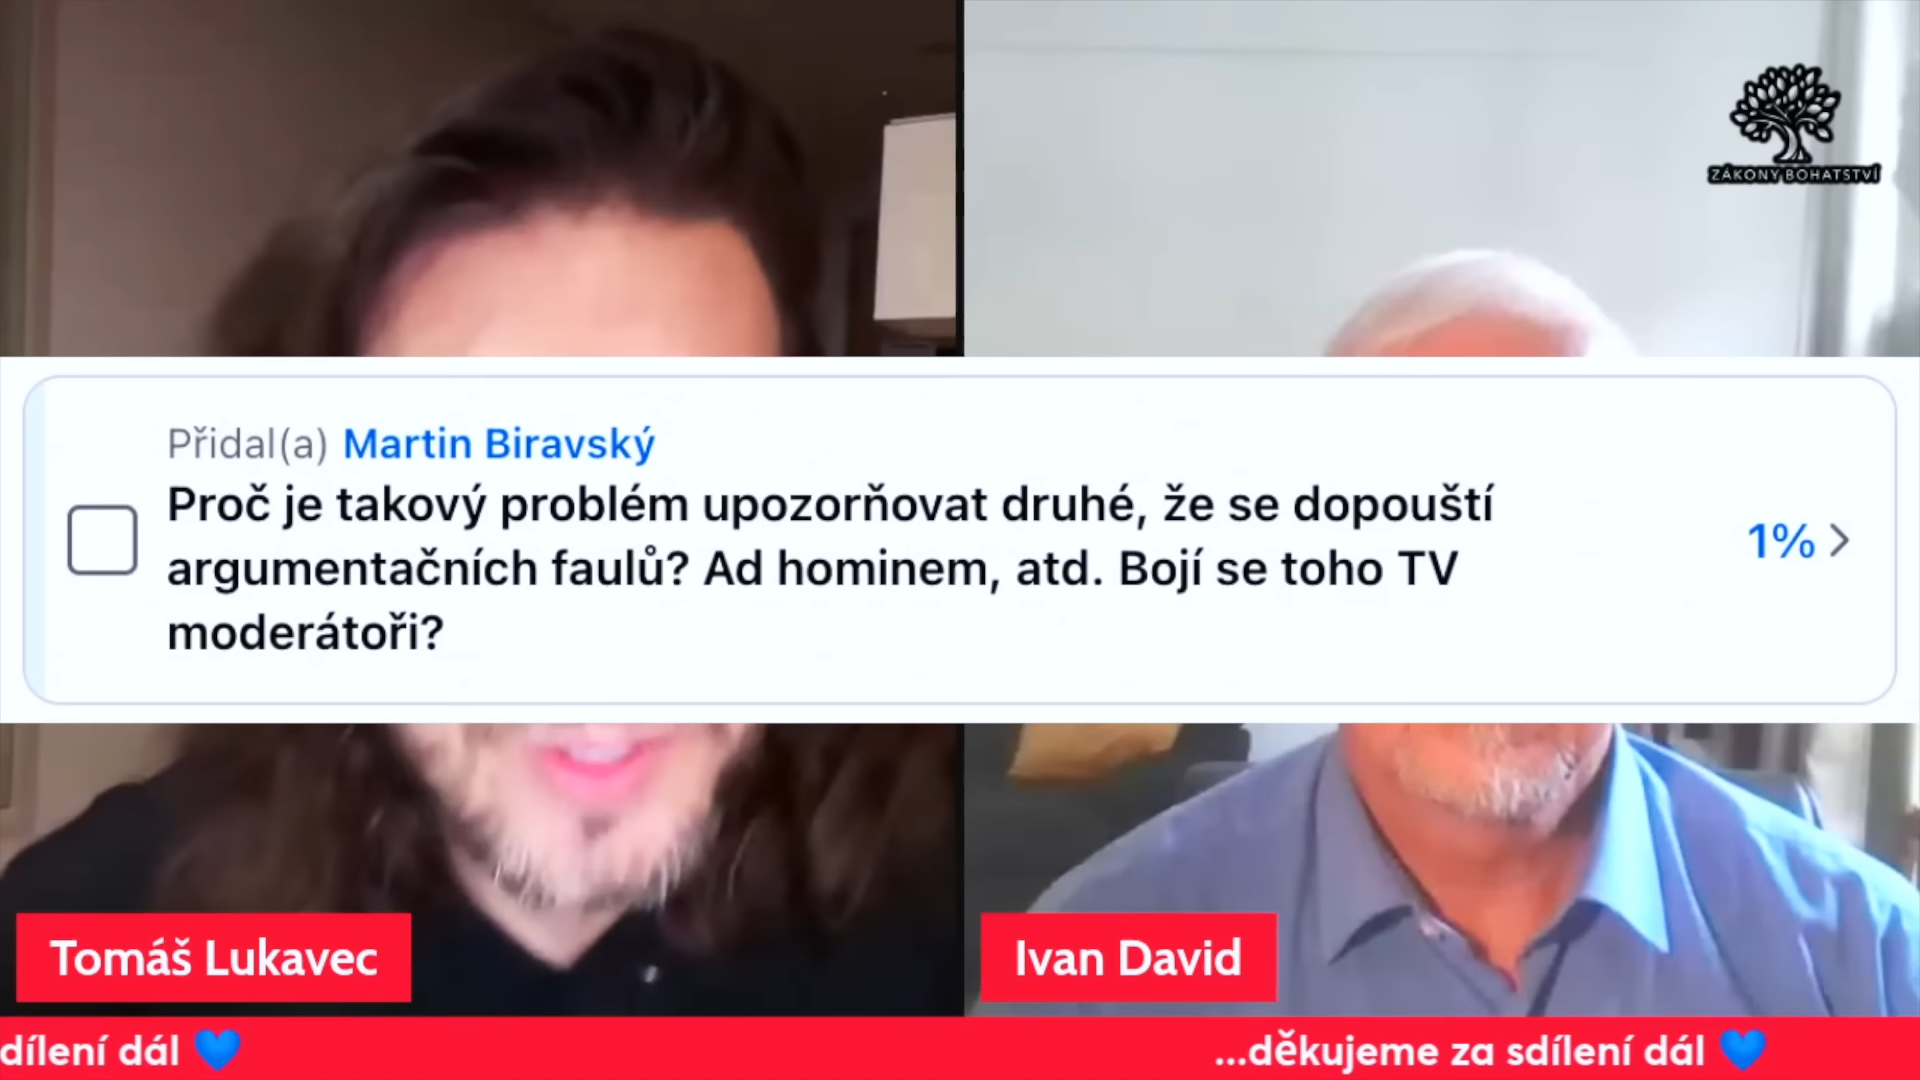 ZÁKONY BOHATSTVÍ
Přidal(a) Martin Biravský
Proč je takový problém upozorňovat druhé, že se dopouští
argumentačních faulů? Ad hominem, atd. Bojí se toho TV
moderátoři?
1%
Tomáš Lukavec
Ivan David
dílení dál 💙
...děkujeme za sdílení dál 💙